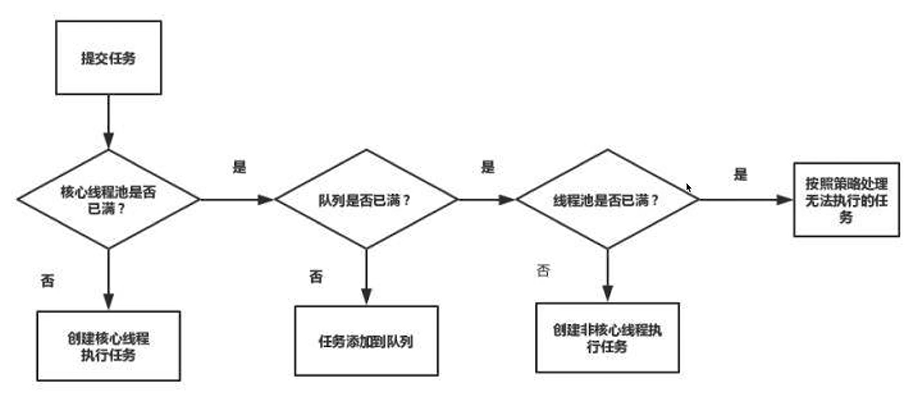 提交任务
核心线程池是否
已满？
是
队列是否已满？
是
线程池是否已满？
是
按照策略处理
无法执行的任
务
否
创建核心线程
执行任务
否
任务添加到队列
否
创建非核心线程执
行任务